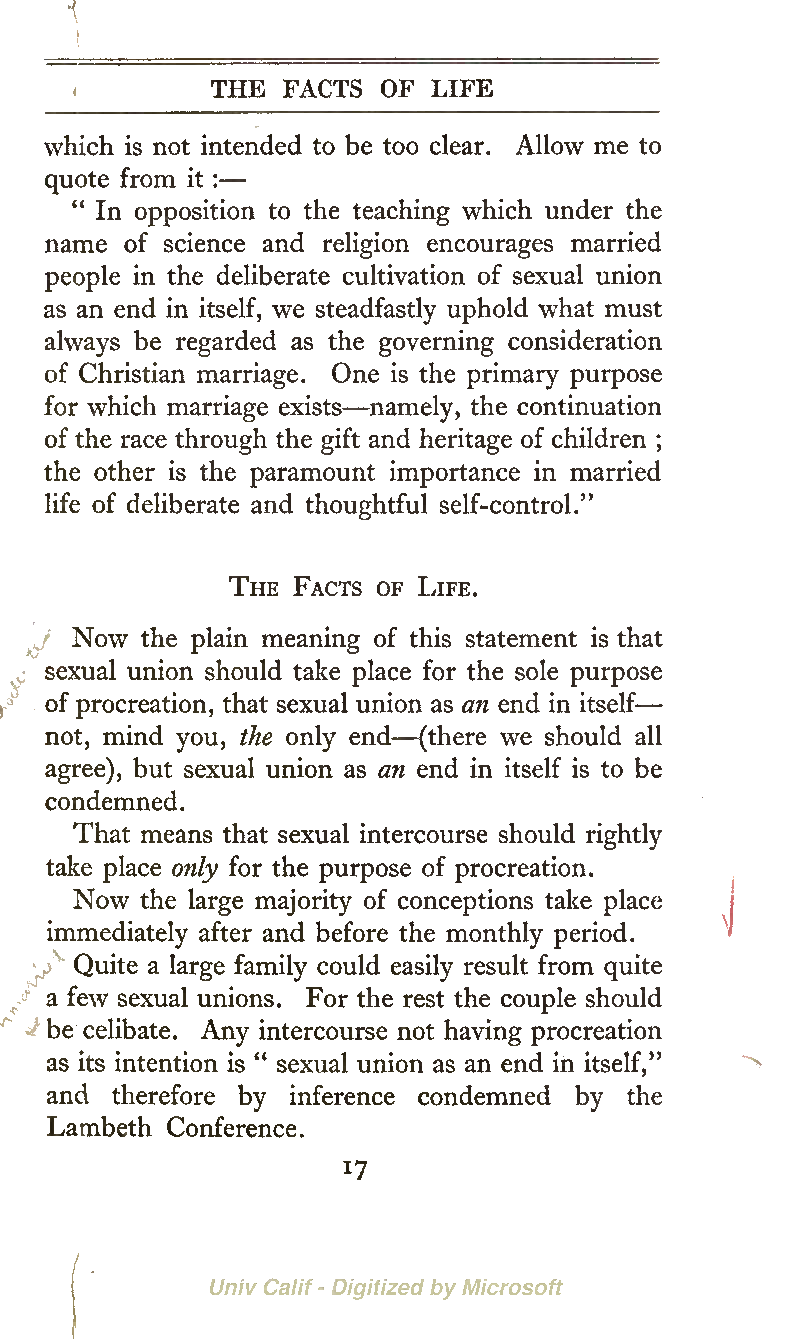 THE FACTS OF LIFE
which is not intended to be too clear. Allow me to
quote from it :—
“ In opposition to the teaching which under the
name of science and religion encourages married
people in the deliberate cultivation of sexual union
as an end in itself, we steadfastly uphold what must
always be regarded as the governing consideration
of Christian marriage. One is the primary purpose
for which marriage exists—namely, the continuation
of the race through the gift and heritage of children ;
the other is the paramount importance in married
life of deliberate and thoughtful self-control.”
THE FACTS OF LIFE.
Now the plain meaning of this statement is that
sexual union should take place for the sole purpose
of procreation, that sexual union as an end in itself—
not, mind you, the only end—(there we should all
agree), but sexual union as an end in itself is to be
condemned.
That means that sexual intercourse should rightly
take place only for the purpose of procreation.
Now the large majority of conceptions take place
immediately after and before the monthly period.
Quite a large family could easily result from quite
a few sexual unions. For the rest the couple should
be celibate. Any intercourse not having procreation
as its intention is “ sexual union as an end in itself,”
and therefore by inference condemned by the
Lambeth Conference.
17
Univ Calif - Digitized by Microsoft